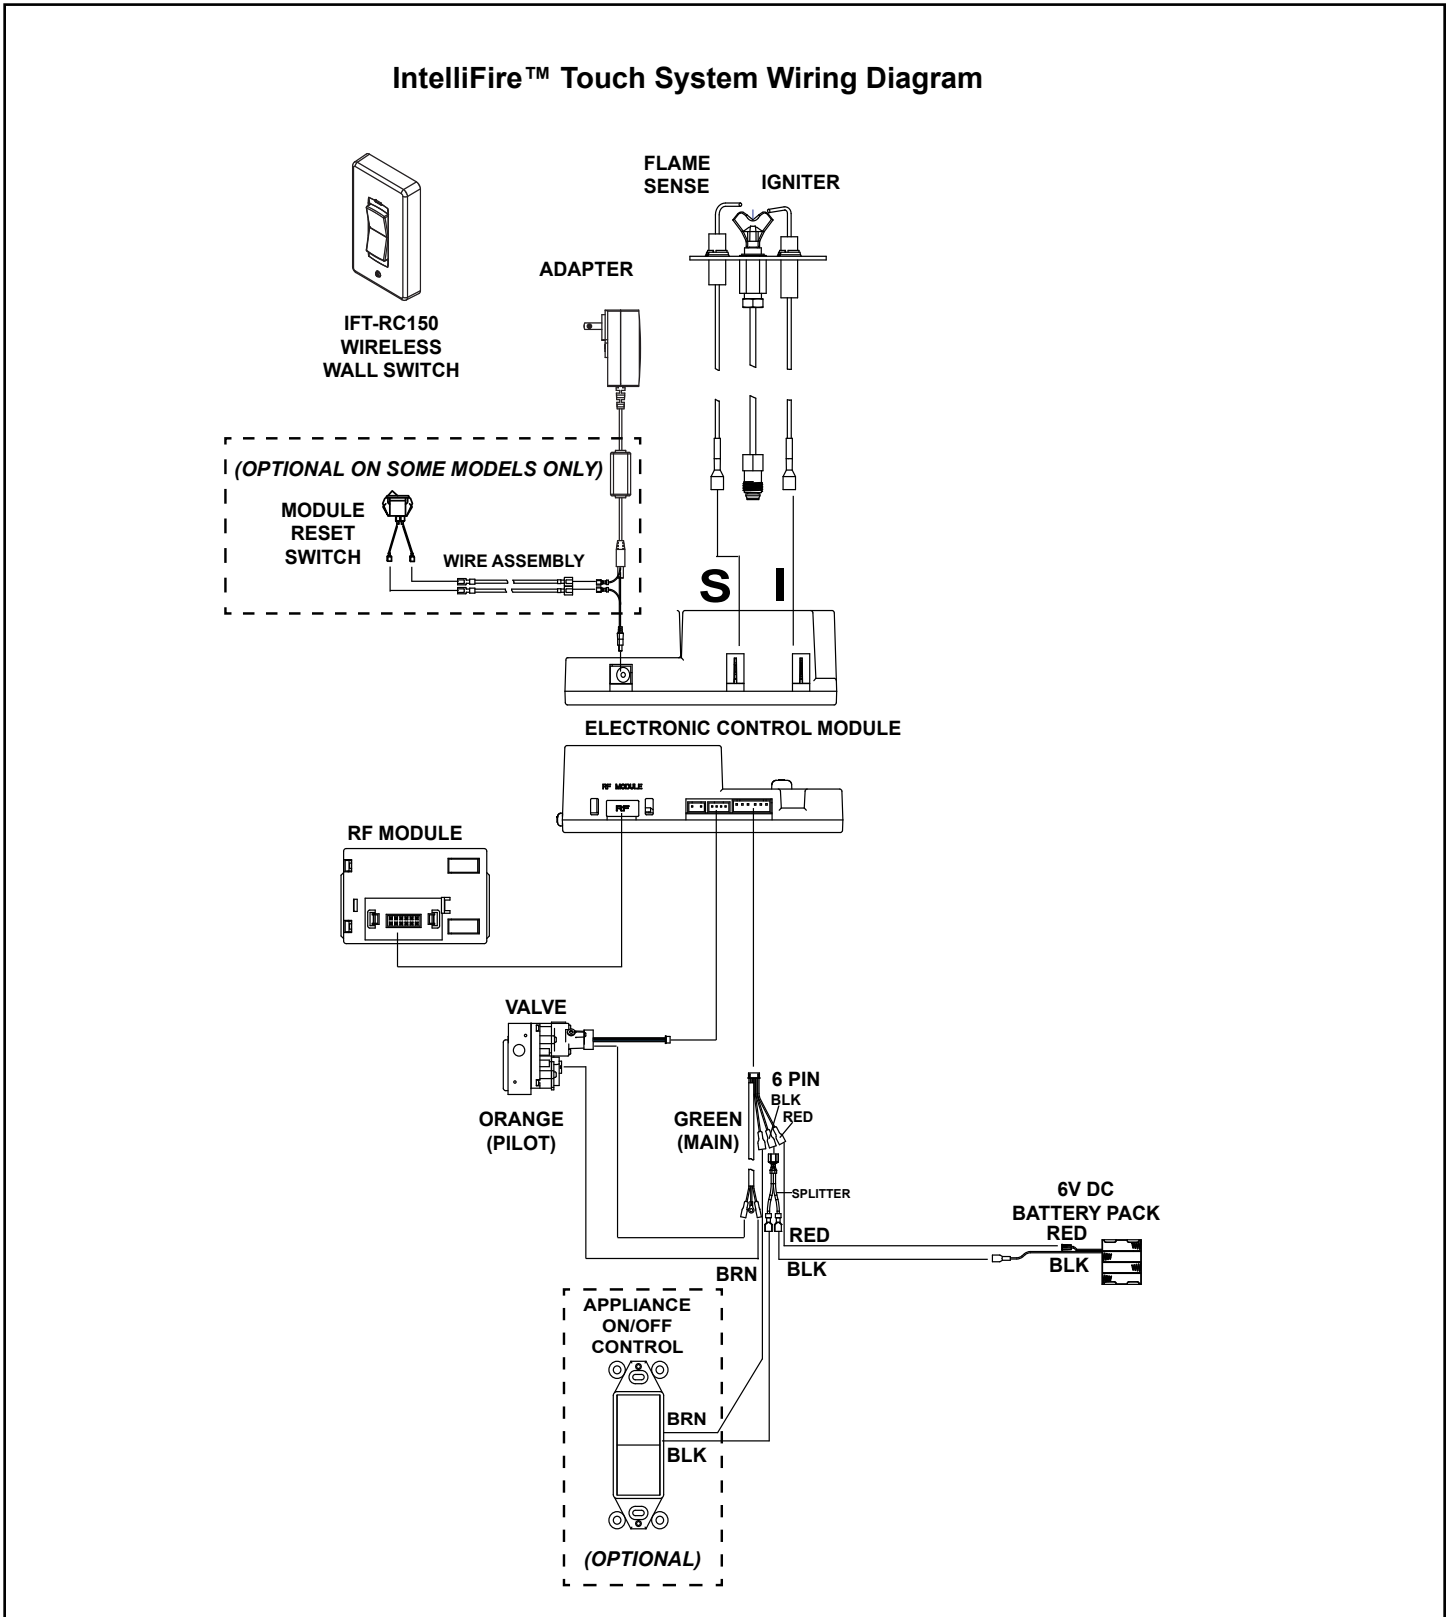 IntelliFire™ Touch System Wiring Diagram
FLAME
SENSE
IGNITER
ADAPTER
IFT-RC150
WIRELESS
WALL SWITCH
(OPTIONAL ON SOME MODELS ONLY)
MODULE
RESET
SWITCH
WIRE ASSEMBLY
S
I
ELECTRONIC CONTROL MODULE
RF MODULE
RF
RF MODULE
VALVE
ORANGE
(PILOT)
GREEN
(MAIN)
6 PIN
BLK
RED
SPLITTER
6V DC
BATTERY PACK
RED
BLK
RED
BLK
BRN
APPLIANCE
ON/OFF
CONTROL
BRN
BLK
(OPTIONAL)